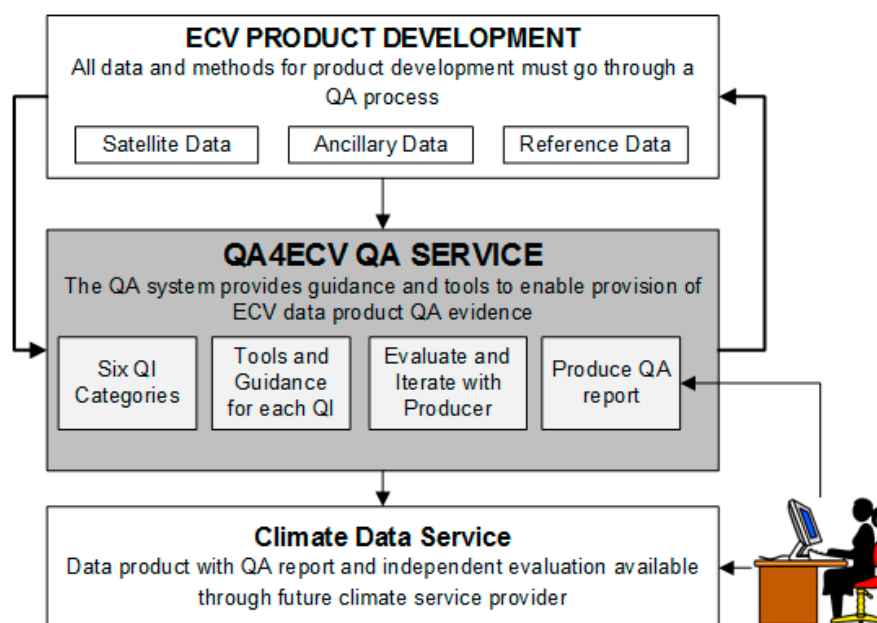 ECV PRODUCT DEVELOPMENT
All data and methods for product development must go through a
QA process
Satellite Data
Ancillary Data
Reference Data
QA4ECV QA SERVICE
The QA system provides guidance and tools to enable provision of
ECV data product QA evidence
Six QI
Categories
Tools and
Guidance
for each QI
Evaluate and
Iterate with
Producer
Produce QA
report
Climate Data Service
Data product with QA report and independent evaluation available
through future climate service provider